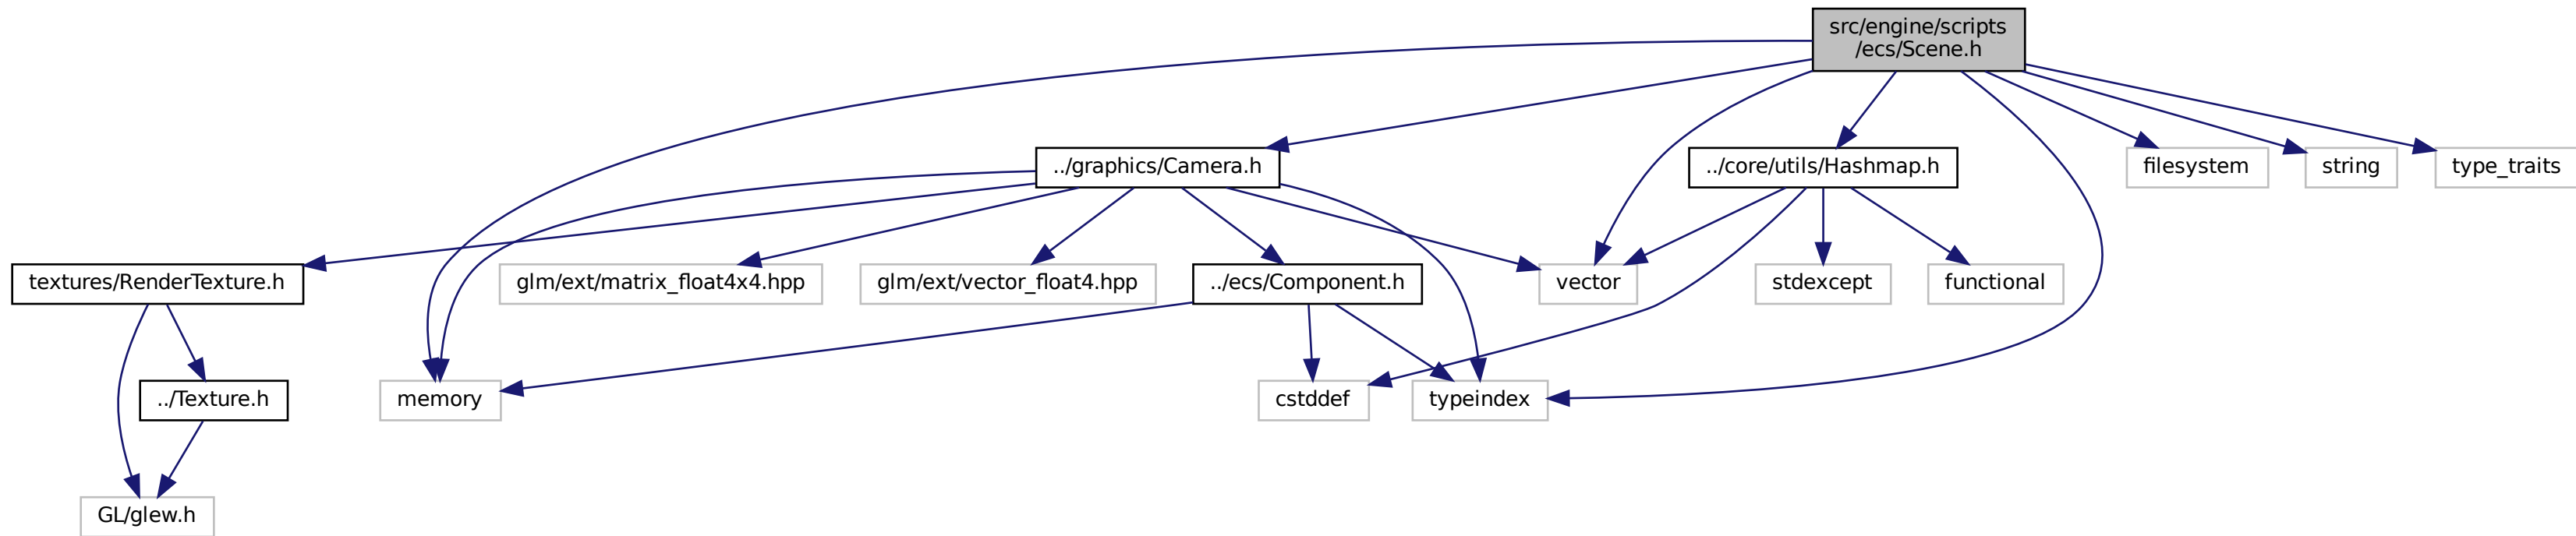 src/engine/scripts
/ecs/Scene.h
../graphics/Camera.h
../core/utils/Hashmap.h
filesystem
string
type_traits
textures/RenderTexture.h
glm/ext/matrix_float4x4.hpp
glm/ext/vector_float4.hpp
../ecs/Component.h
vector
stdexcept
functional
../Texture.h
memory
cstddef
typeindex
GL/glew.h